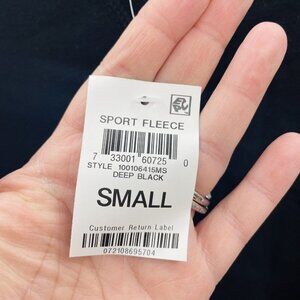 SPORT FLEECE
7 33001 60725 0
STYLE 100106415MS
DEEP BLACK
SMALL
Customer Return Label
072108695704